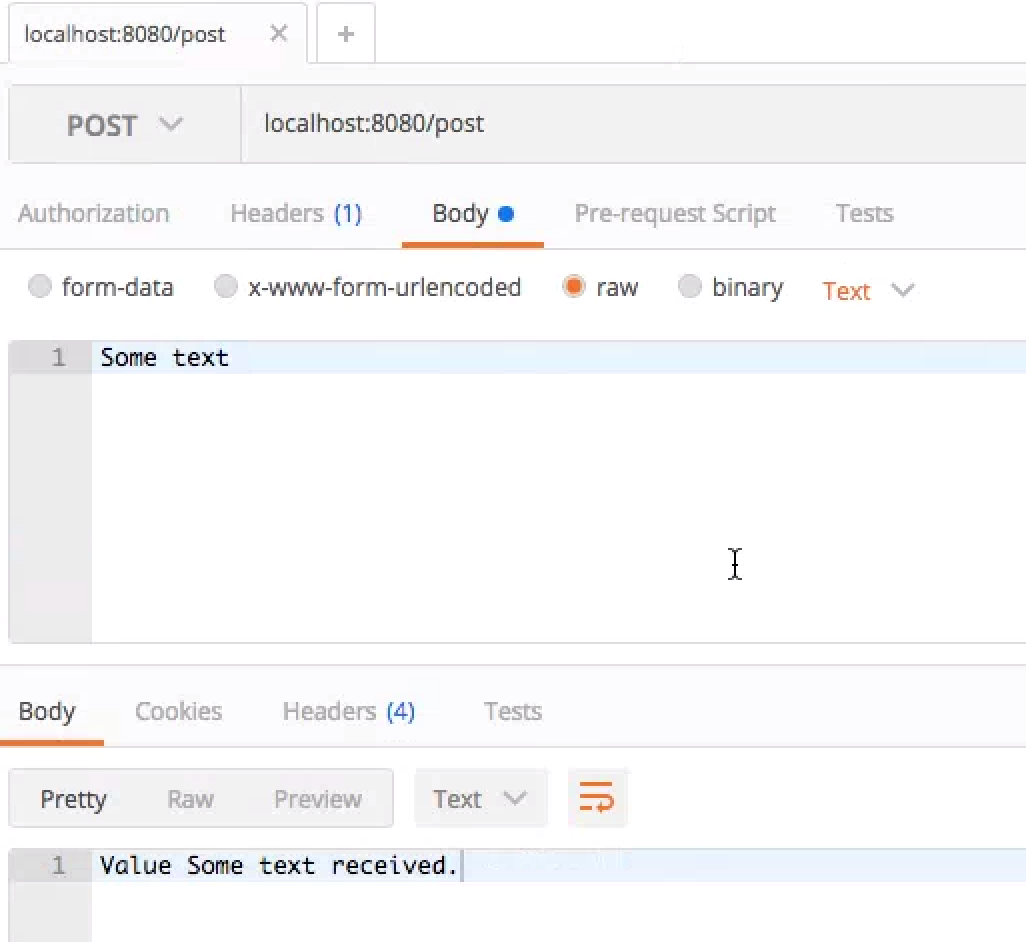 localhost:8080/post × +
POST localhost:8080/post
Authorization Headers (1) Body Pre-request Script Tests
form-data x-www-form-urlencoded raw binary Text
1 Some text
Body Cookies Headers (4) Tests
Pretty Raw Preview Text
1 Value Some text received.